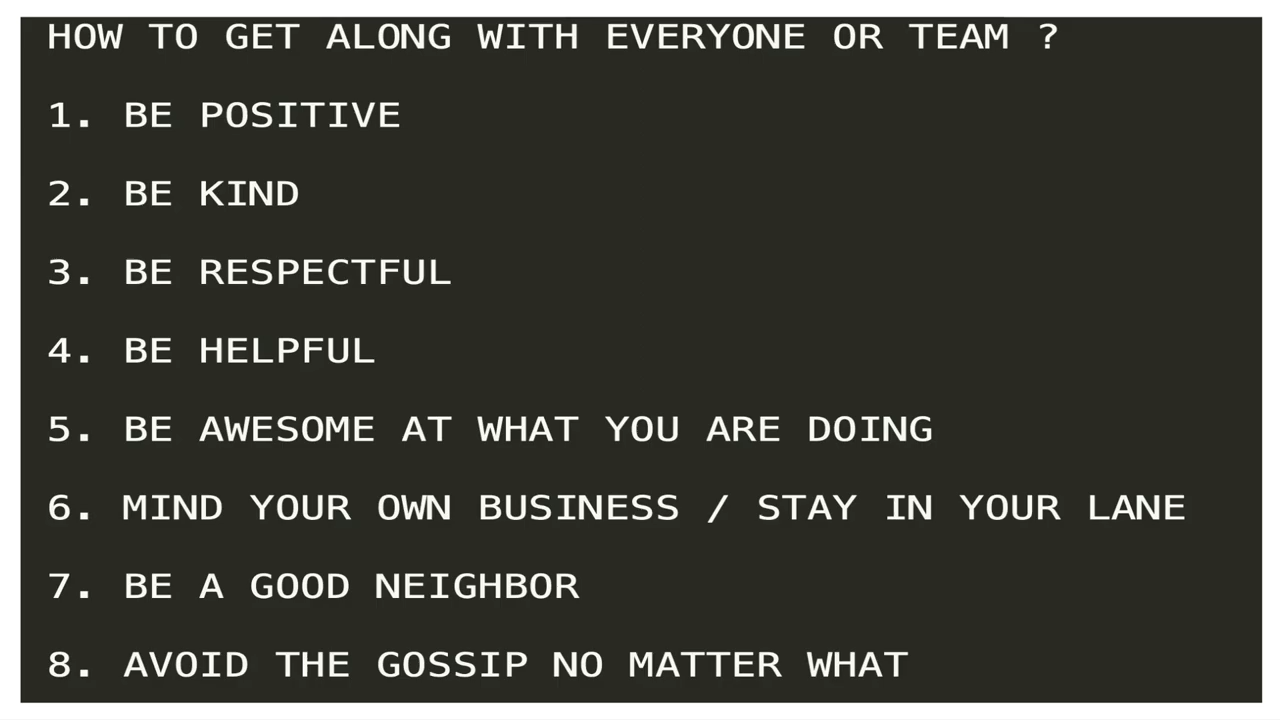 HOW TO GET ALONG WITH EVERYONE OR TEAM ?
1. BE POSITIVE
2. BE KIND
3. BE RESPECTFUL
4. BE HELPFUL
5. BE AWESOME AT WHAT YOU ARE DOING
6. MIND YOUR OWN BUSINESS / STAY IN YOUR LANE
7. BE A GOOD NEIGHBOR
8. AVOID THE GOSSIP NO MATTER WHAT